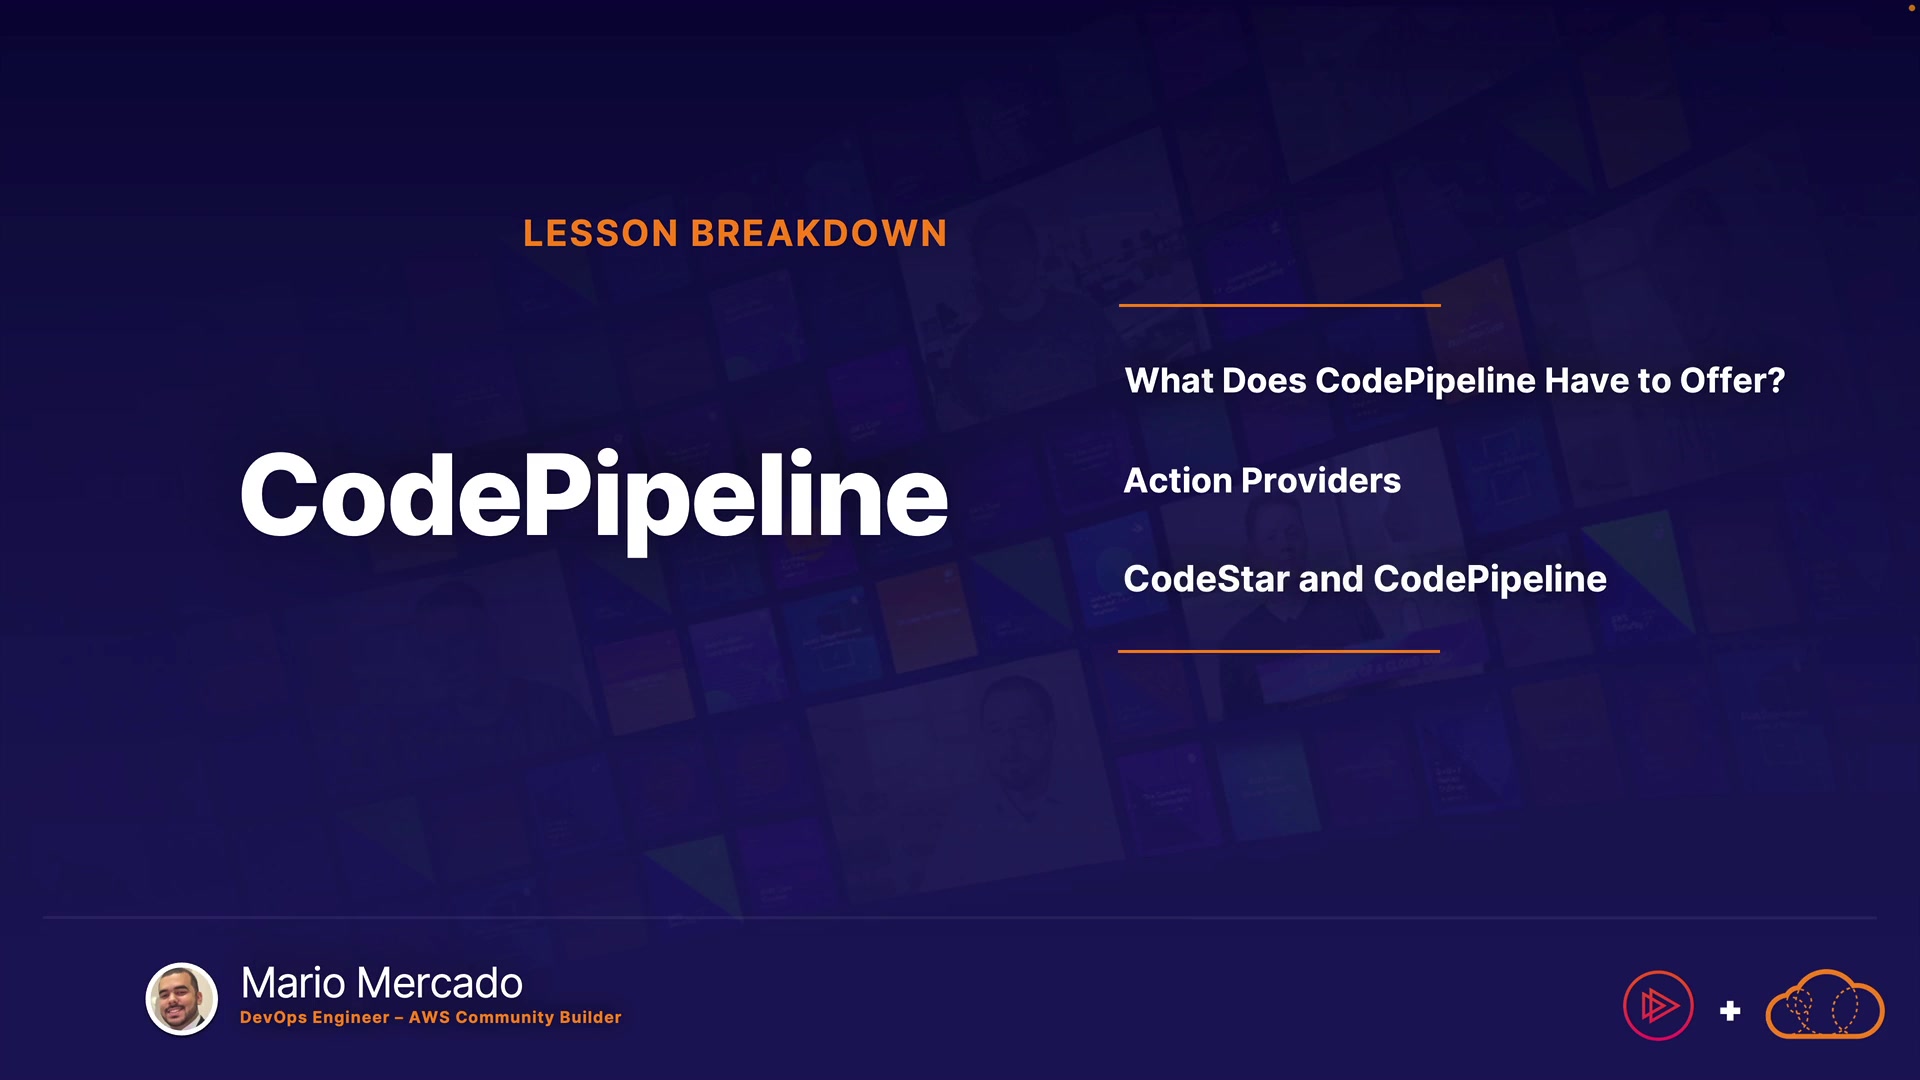 LESSON BREAKDOWN
CodePipeline
What Does CodePipeline Have to Offer?
Action Providers
CodeStar and CodePipeline
Mario Mercado
DevOps Engineer – AWS Community Builder